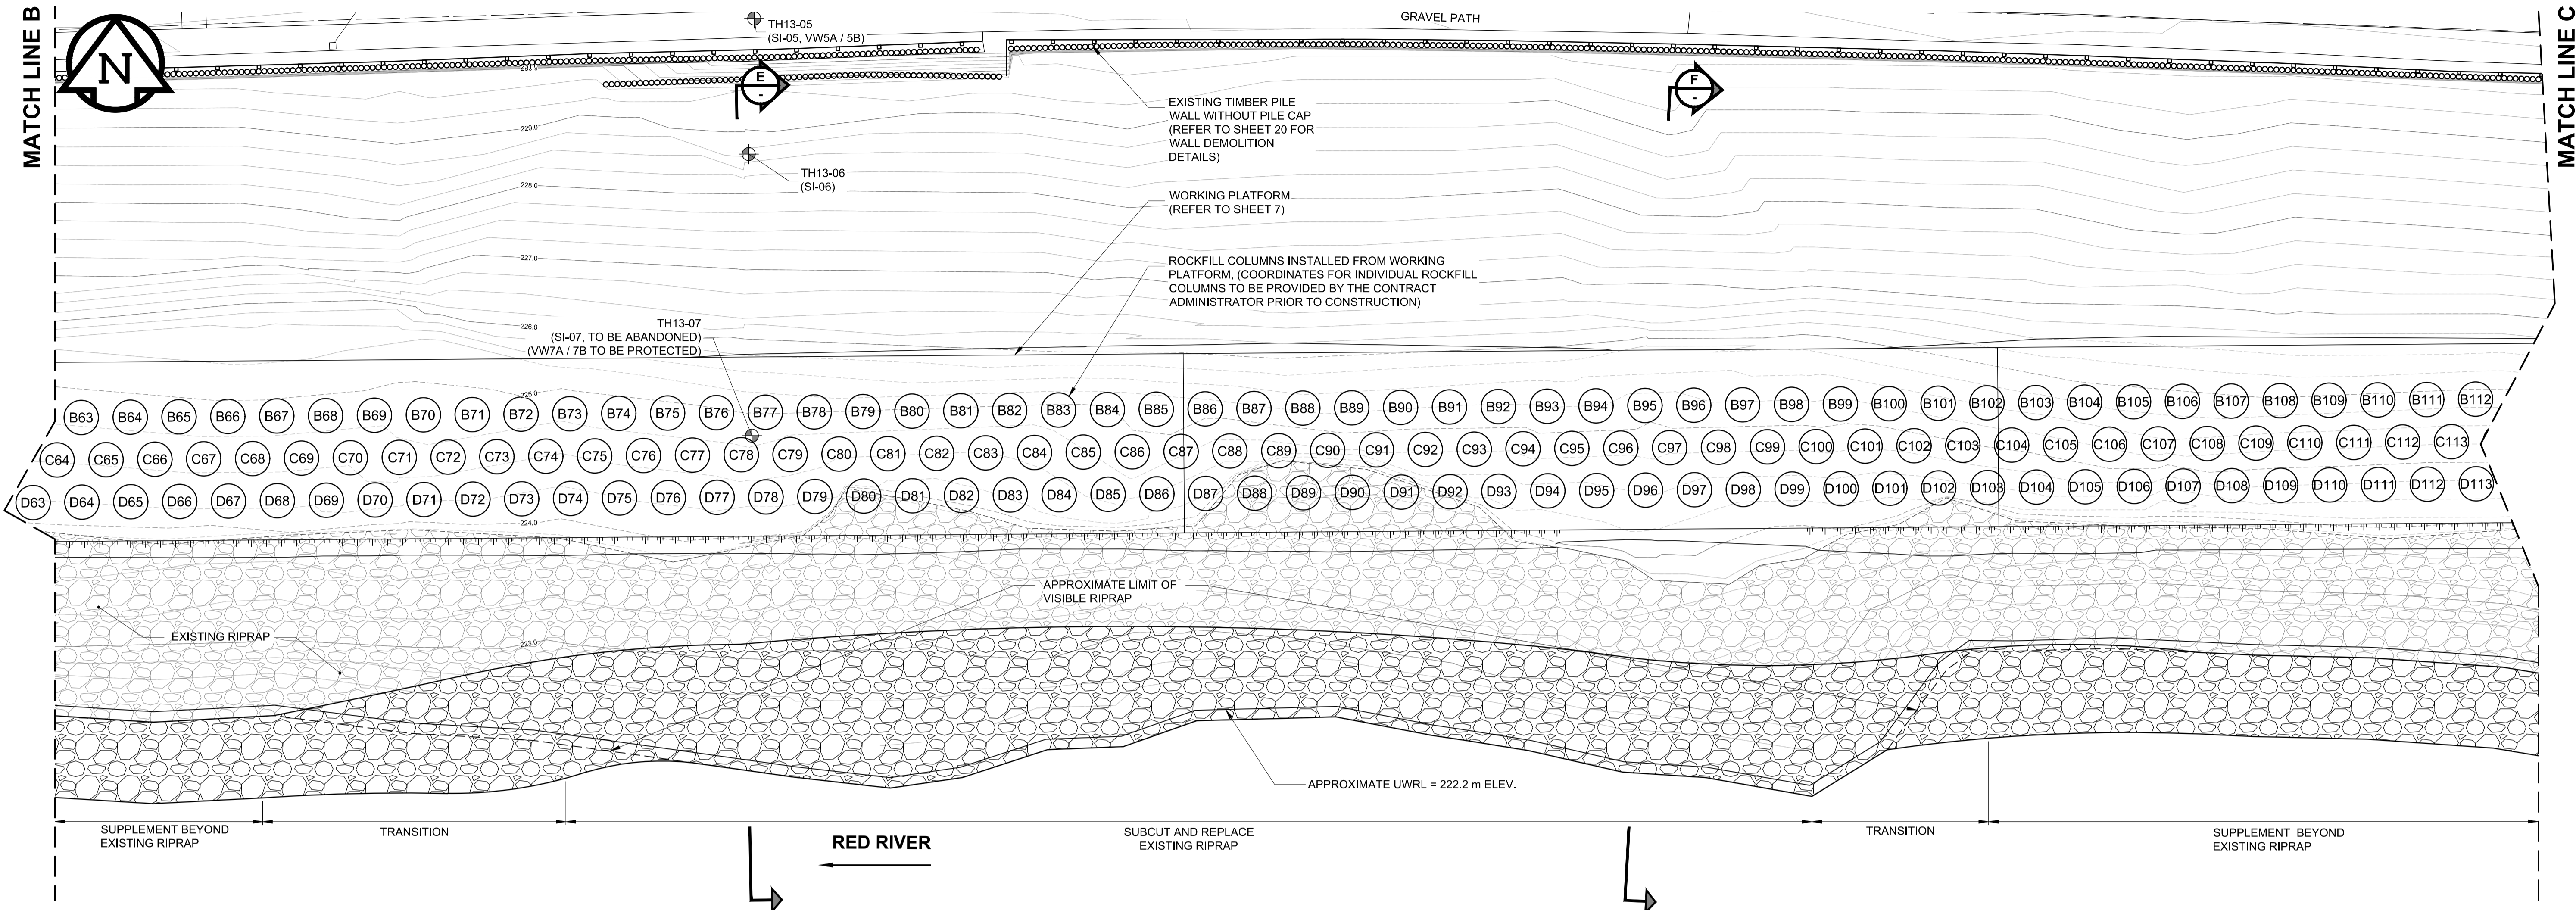 MATCH LINE B
N
TH13-05
(SI-05, VW5A / 5B)
GRAVEL PATH
MATCH LINE C
E
-
F
-
EXISTING TIMBER PILE
WALL WITHOUT PILE CAP
(REFER TO SHEET 20 FOR
WALL DEMOLITION
DETAILS)
229.0
TH13-06
(SI-06)
228.0
WORKING PLATFORM
(REFER TO SHEET 7)
227.0
ROCKFILL COLUMNS INSTALLED FROM WORKING
PLATFORM, (COORDINATES FOR INDIVIDUAL ROCKFILL
COLUMNS TO BE PROVIDED BY THE CONTRACT
ADMINISTRATOR PRIOR TO CONSTRUCTION)
226.0
TH13-07
(SI-07, TO BE ABANDONED)
(VW7A / 7B TO BE PROTECTED)
225.0
B63 B64 B65 B66 B67 B68 B69 B70 B71 B72 B73 B74 B75 B76 B77 B78 B79 B80 B81 B82 B83 B84 B85 B86 B87 B88 B89 B90 B91 B92 B93 B94 B95 B96 B97 B98 B99 B100 B101 B102 B103 B104 B105 B106 B107 B108 B109 B110 B111 B112
C64 C65 C66 C67 C68 C69 C70 C71 C72 C73 C74 C75 C76 C77 C78 C79 C80 C81 C82 C83 C84 C85 C86 C87 C88 C89 C90 C91 C92 C93 C94 C95 C96 C97 C98 C99 C100 C101 C102 C103 C104 C105 C106 C107 C108 C109 C110 C111 C112 C113
D63 D64 D65 D66 D67 D68 D69 D70 D71 D72 D73 D74 D75 D76 D77 D78 D79 D80 D81 D82 D83 D84 D85 D86 D87 D88 D89 D90 D91 D92 D93 D94 D95 D96 D97 D98 D99 D100 D101 D102 D103 D104 D105 D106 D107 D108 D109 D110 D111 D112 D113
224.0
APPROXIMATE LIMIT OF
VISIBLE RIPRAP
EXISTING RIPRAP
223.0
APPROXIMATE UWRL = 222.2 m ELEV.
SUPPLEMENT BEYOND
EXISTING RIPRAP
TRANSITION
RED RIVER
SUBCUT AND REPLACE
EXISTING RIPRAP
TRANSITION
SUPPLEMENT BEYOND
EXISTING RIPRAP